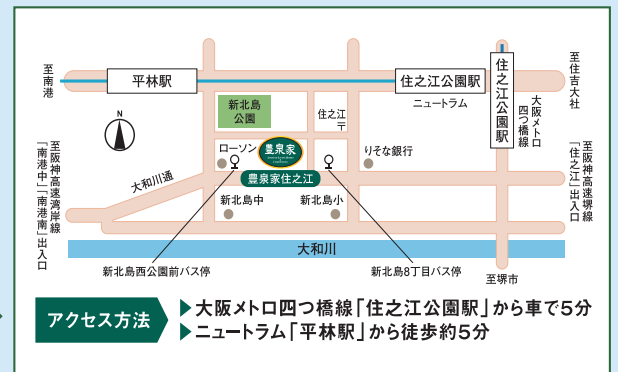 至南港
平林駅
住之江公園駅
ニュートラム
住之江公園駅
大阪メトロ
四つ橋線
至住吉大社
N
新北島
公園
住之江
〒
ローソン
豊泉家
りそな銀行
豊泉家住之江
大和川通
新北島中
新北島小
至阪神高速湾岸線
「南港中」「南港南」出入口
至阪神高速堺線
「住之江」出入口
大和川
新北島西公園前バス停
新北島8丁目バス停
至堺市
アクセス方法
▶大阪メトロ四つ橋線「住之江公園駅」から車で5分
▶ニュートラム「平林駅」から徒歩約5分